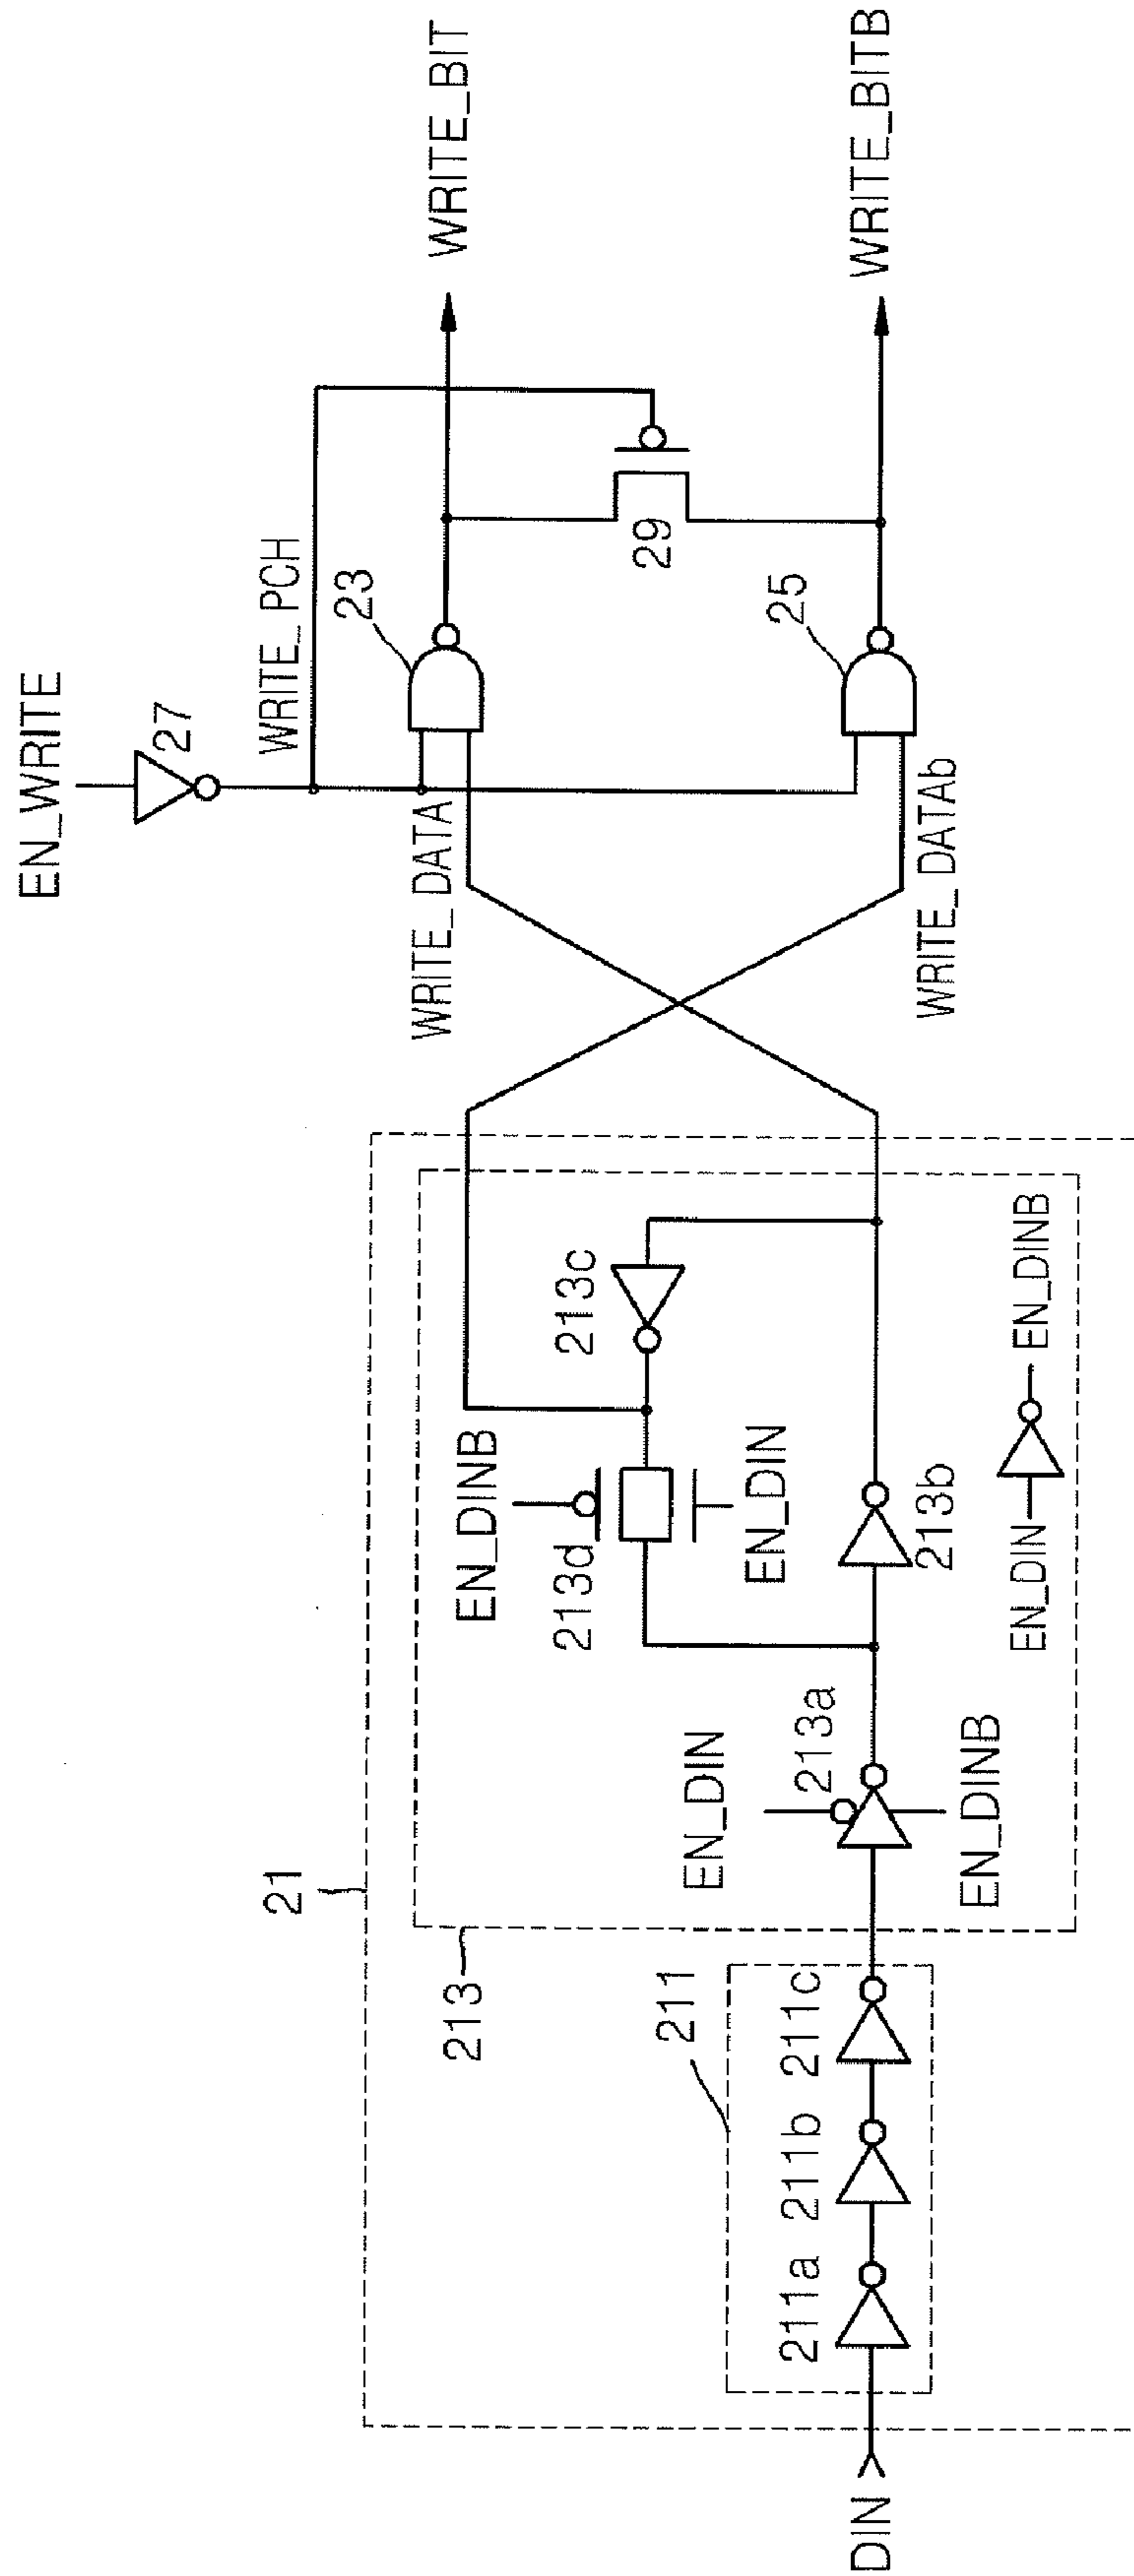 EN_WRITE
27
WRITE_PCH
23
WRITE_BIT
WRITE_DATA
29
25
WRITE_BITB
WRITE_DATAb
21
213
EN_DINB
213d
213c
EN_DIN
EN_DIN
213a
EN_DINB
213b
EN_DIN
EN_DINB
211
211a
211b
211c
DIN